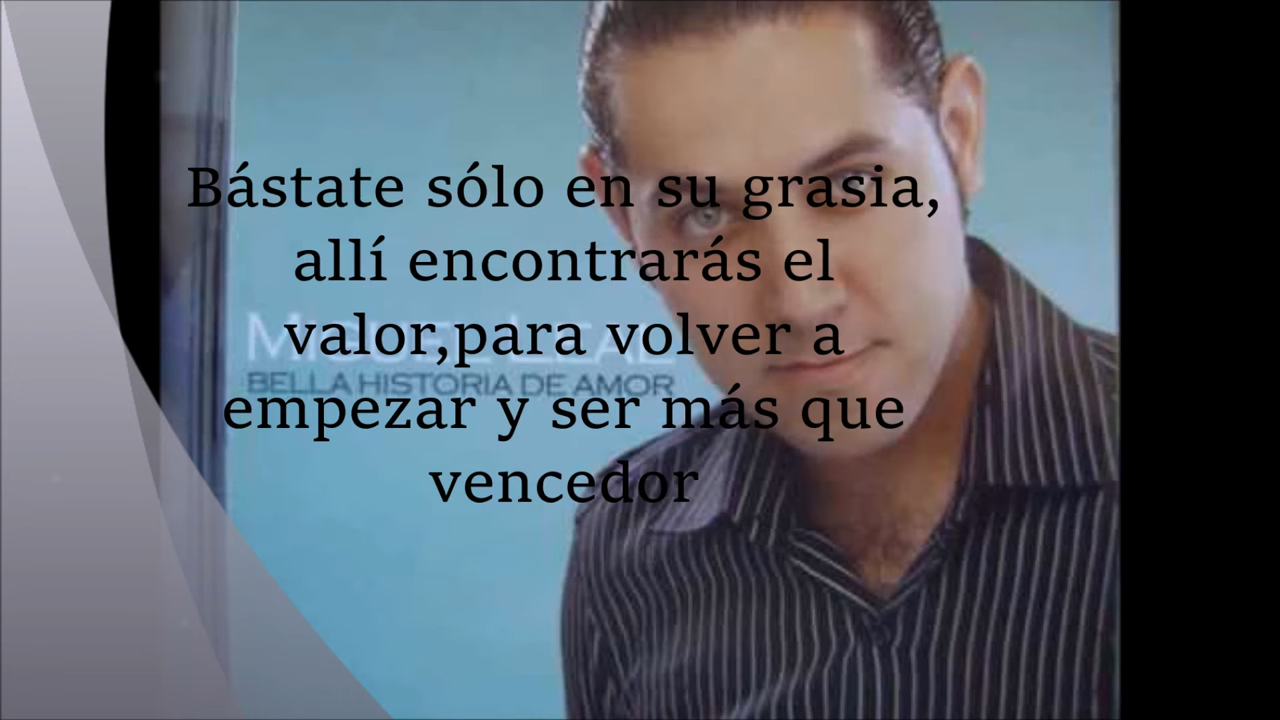 Bástate sólo en su grasia,
allí encontrarás el
valor,para volver a
BELLA HISTORIA DE AMOR
empezar y ser más que
vencedor